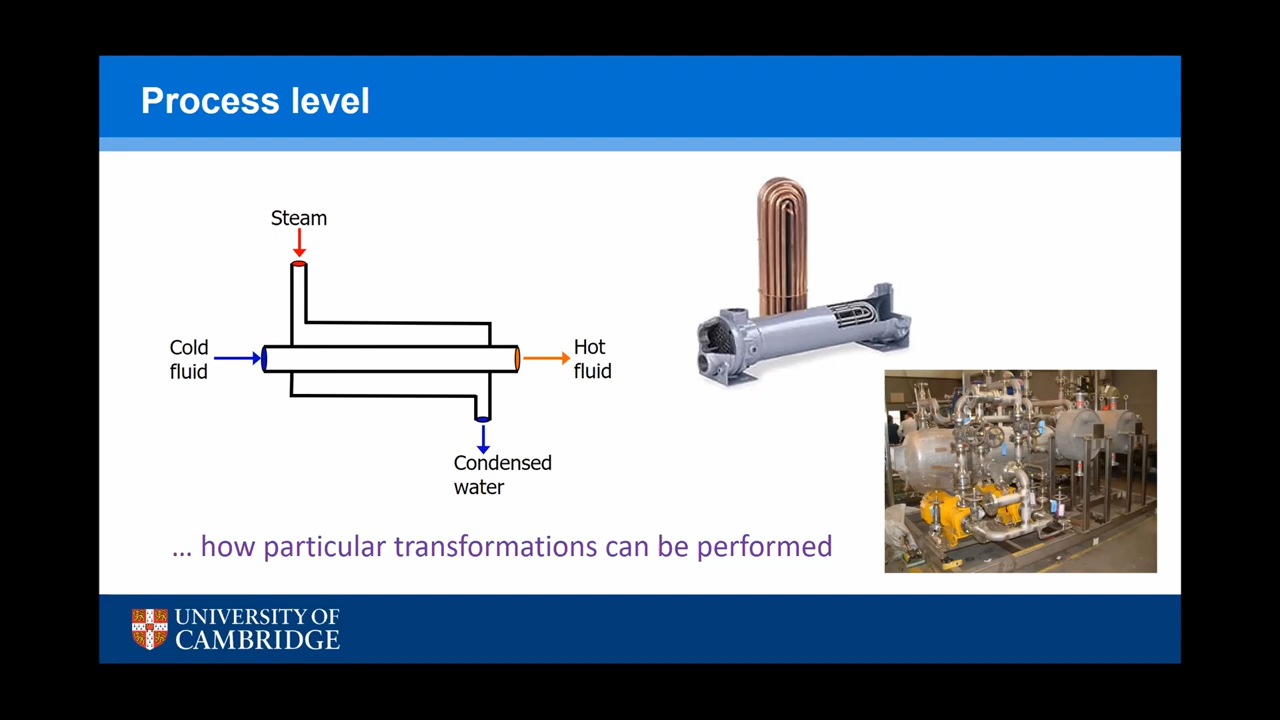 Process level
Steam
Cold
fluid
Hot
fluid
Condensed
water
... how particular transformations can be performed
UNIVERSITY OF
CAMBRIDGE